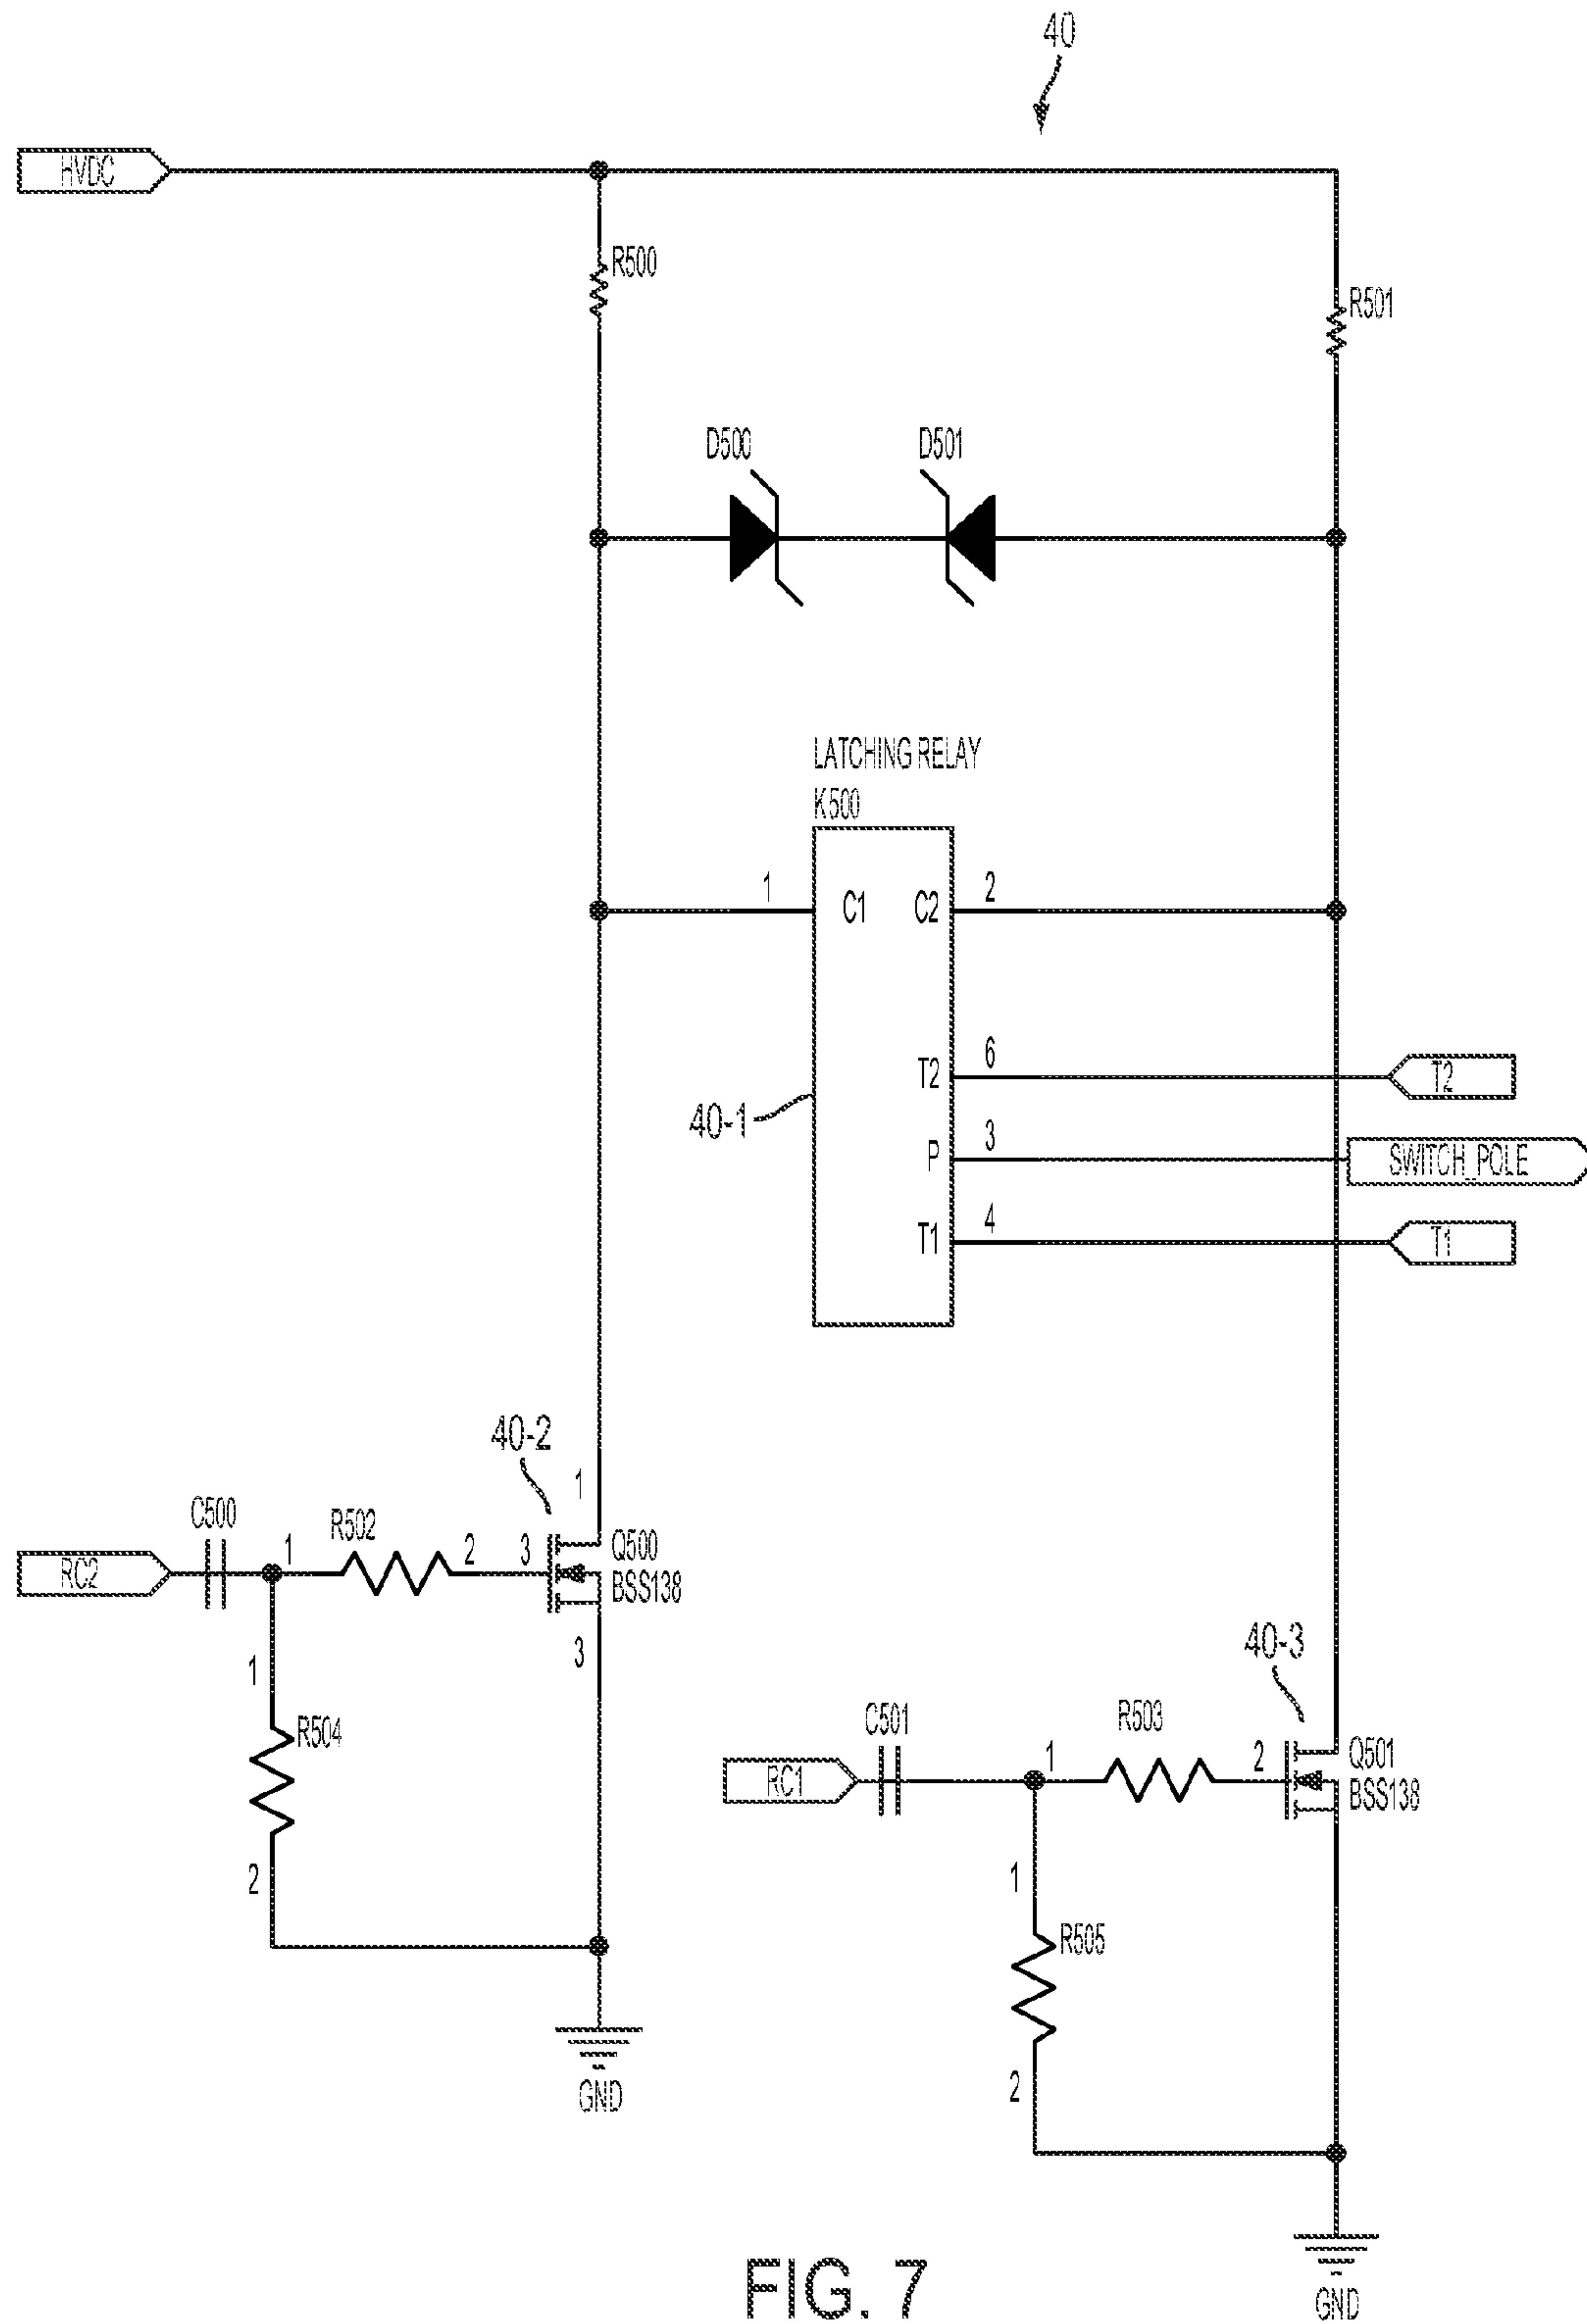 40
HVDC
R500
R501
D500
D501
LATCHING RELAY
K500
1
C1
C2
2
T2
6
T2
40-1
P
3
SWITCH_POLE
T1
4
T1
40-2
1
C500
R502
RC2
1
2
3
Q500
BSS138
3
1
R504
2
GND
40-3
C501
R503
RC1
1
2
Q501
BSS138
1
R505
2
GND
FIG. 7